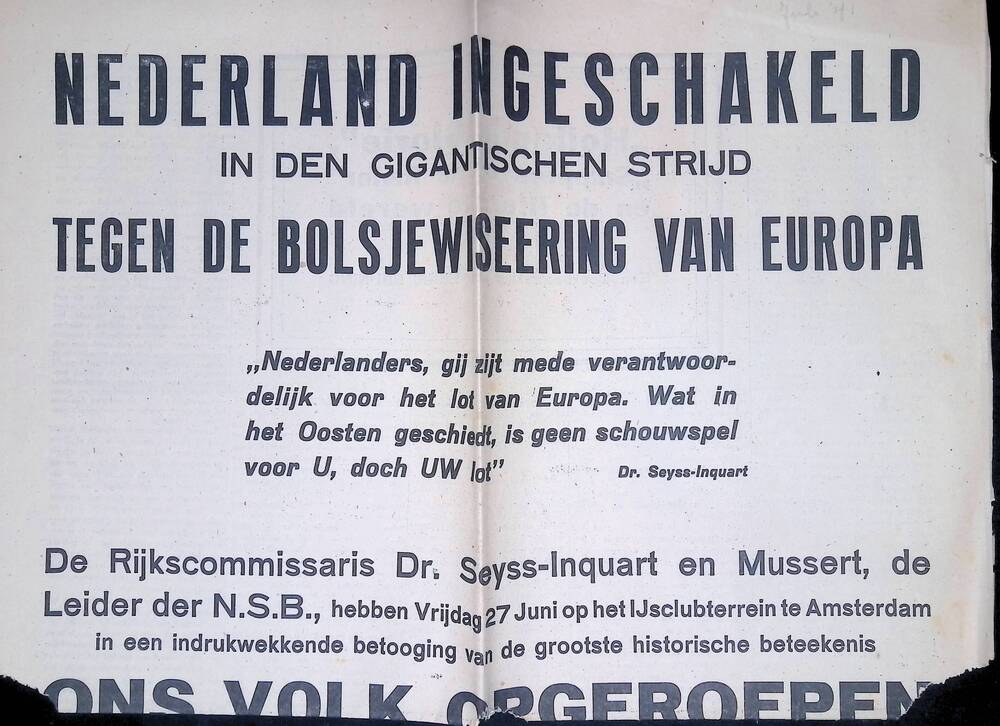 NEDERLAND INGESCHAKELD
IN DEN GIGANTISCHEN STRIJD
TEGEN DE BOLSJEWISEERING VAN EUROPA
„Nederlanders, gij zijt mede verantwoor-
delijk voor het lot van Europa. Wat in
het Oosten geschiedt, is geen schouwspel
voor U, doch UW lot”
Dr. Seyss-Inquart
De Rijkscommissaris Dr. Seyss-Inquart en Mussert, de
Leider der N.S.B., hebben Vrijdag 27 Juni op het IJsclubterrein te Amsterdam
in een indrukwekkende betooging van de grootste historische beteekenis
ONS VOLK OPGEROEPEN